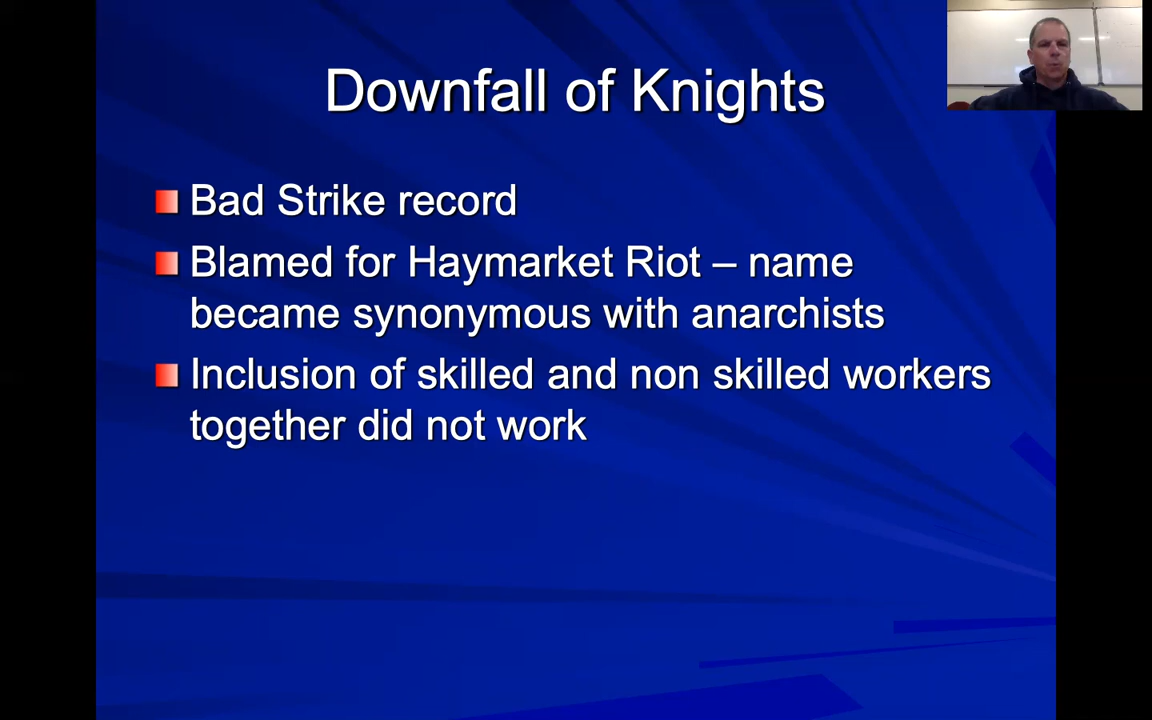 Downfall of Knights
Bad Strike record
Blamed for Haymarket Riot – name
became synonymous with anarchists
Inclusion of skilled and non skilled workers
together did not work